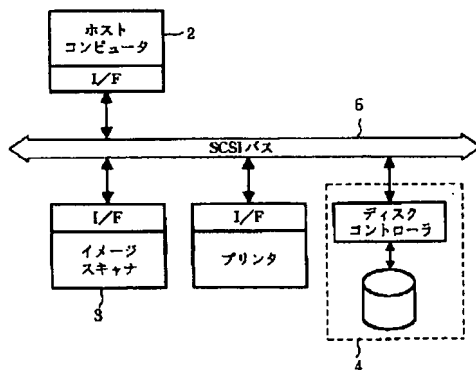 ホスト
コンピュータ
I/F
2
6
SCSIバス
I/F
イメージ
スキャナ
3
I/F
プリンタ
ディスク
コントローラ
4